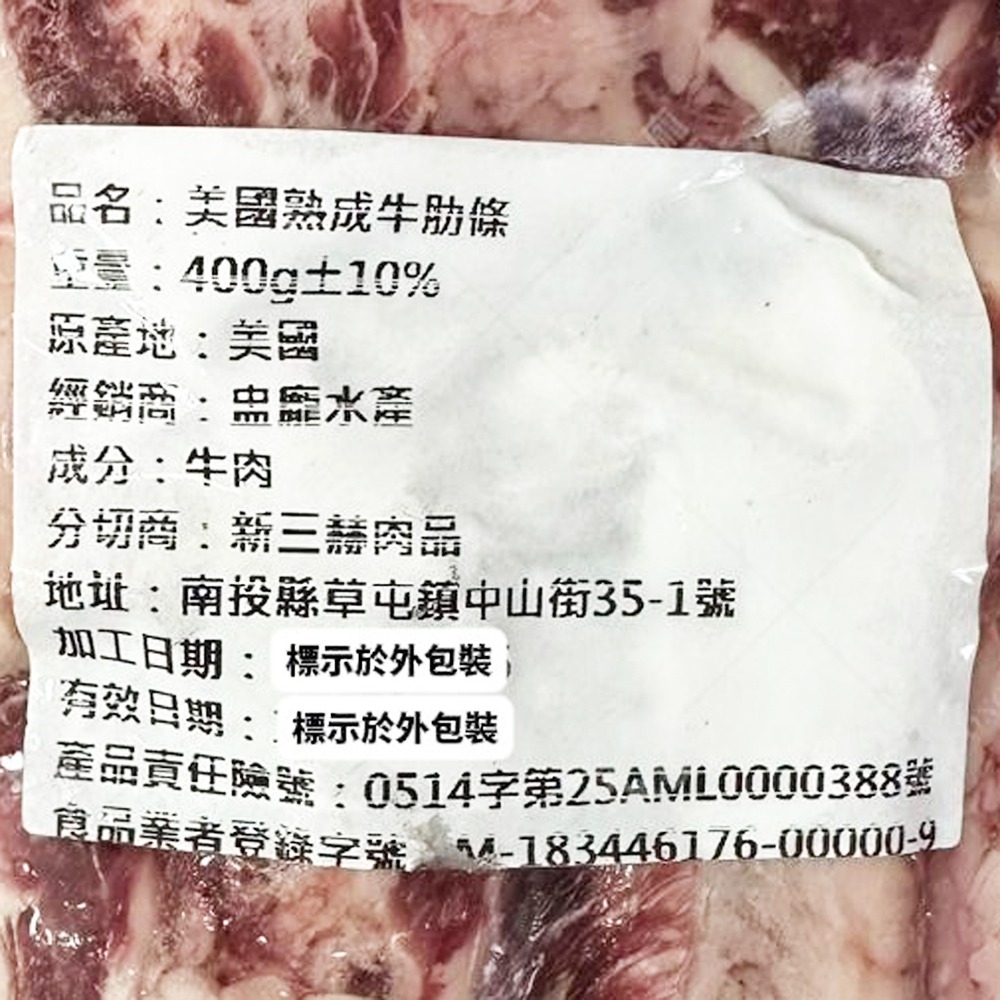 品名：美國熟成牛肋條
重量：400g±10%
原產地：美國
經銷商：盅龐水產
成分：牛肉
分切商：新三赫肉品
地址：南投縣草屯鎮中山街35-1號
加工日期：標示於外包裝
有效日期：標示於外包裝
產品責任險號：0514字第25AML0000388號
食品業者登錄字號 M-183446176-00000-9